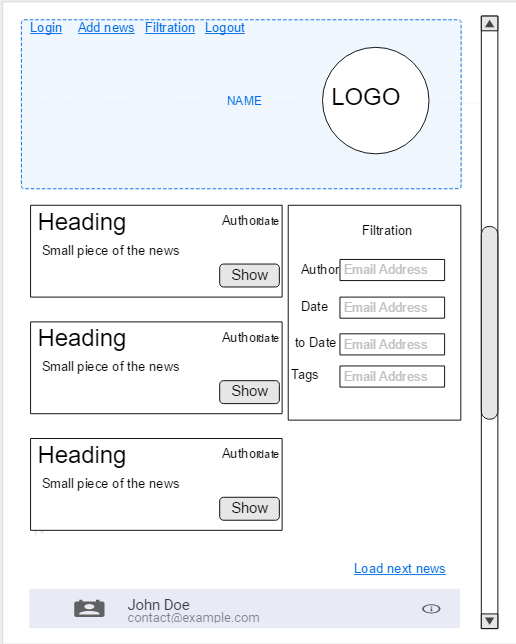 Login Add news Filtration Logout
NAME
LOGO
Heading
Author date
Small piece of the news
Show
Heading
Author date
Small piece of the news
Show
Heading
Author date
Small piece of the news
Show
Filtration
Author Email Address
Date Email Address
to Date Email Address
Tags Email Address
Load next news
John Doe
contact@example.com